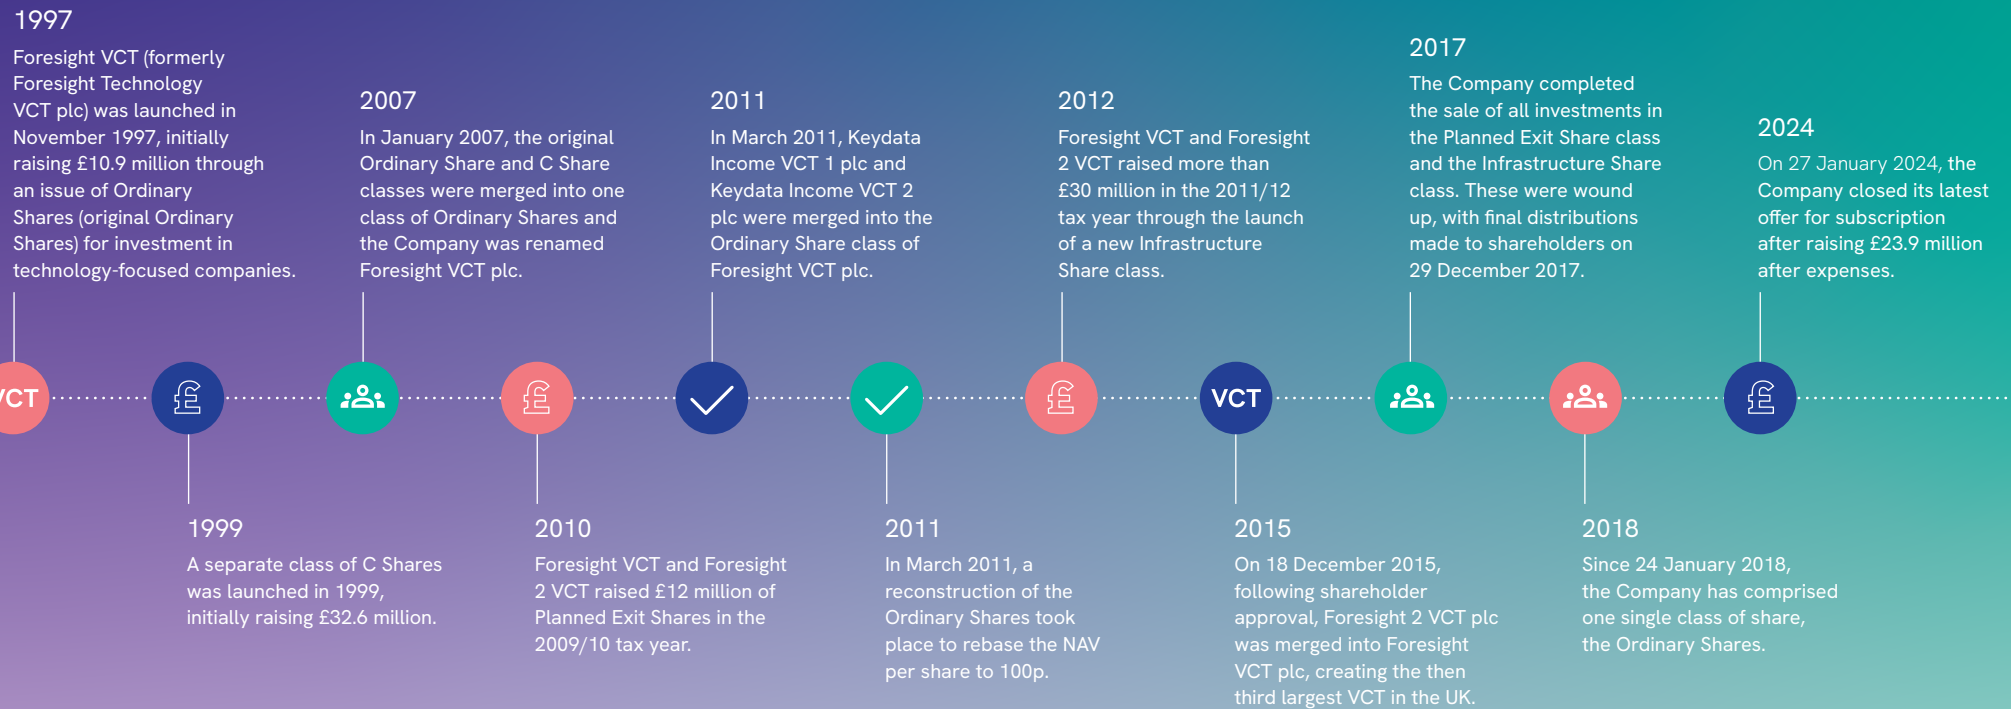 1997
Foresight VCT (formerly
Foresight Technology
VCT plc) was launched in
November 1997, initially
raising £10.9 million through
an issue of Ordinary
Shares (original Ordinary
Shares) for investment in
technology-focused companies.
2007
In January 2007, the original
Ordinary Share and C Share
classes were merged into one
class of Ordinary Shares and
the Company was renamed
Foresight VCT plc.
2011
In March 2011, Keydata
Income VCT 1 plc and
Keydata Income VCT 2
plc were merged into the
Ordinary Share class of
Foresight VCT plc.
2012
Foresight VCT and Foresight
2 VCT raised more than
£30 million in the 2011/12
tax year through the launch
of a new Infrastructure
Share class.
2017
The Company completed
the sale of all investments in
the Planned Exit Share class
and the Infrastructure Share
class. These were wound
up, with final distributions
made to shareholders on
29 December 2017.
2024
On 27 January 2024, the
Company closed its latest
offer for subscription
after raising £23.9 million
after expenses.
VCT
£
£
£
VCT
£
1999
A separate class of C Shares
was launched in 1999,
initially raising £32.6 million.
2010
Foresight VCT and Foresight
2 VCT raised £12 million of
Planned Exit Shares in the
2009/10 tax year.
2011
In March 2011, a
reconstruction of the
Ordinary Shares took
place to rebase the NAV
per share to 100p.
2015
On 18 December 2015,
following shareholder
approval, Foresight 2 VCT plc
was merged into Foresight
VCT plc, creating the then
third largest VCT in the UK.
2018
Since 24 January 2018,
the Company has comprised
one single class of share,
the Ordinary Shares.